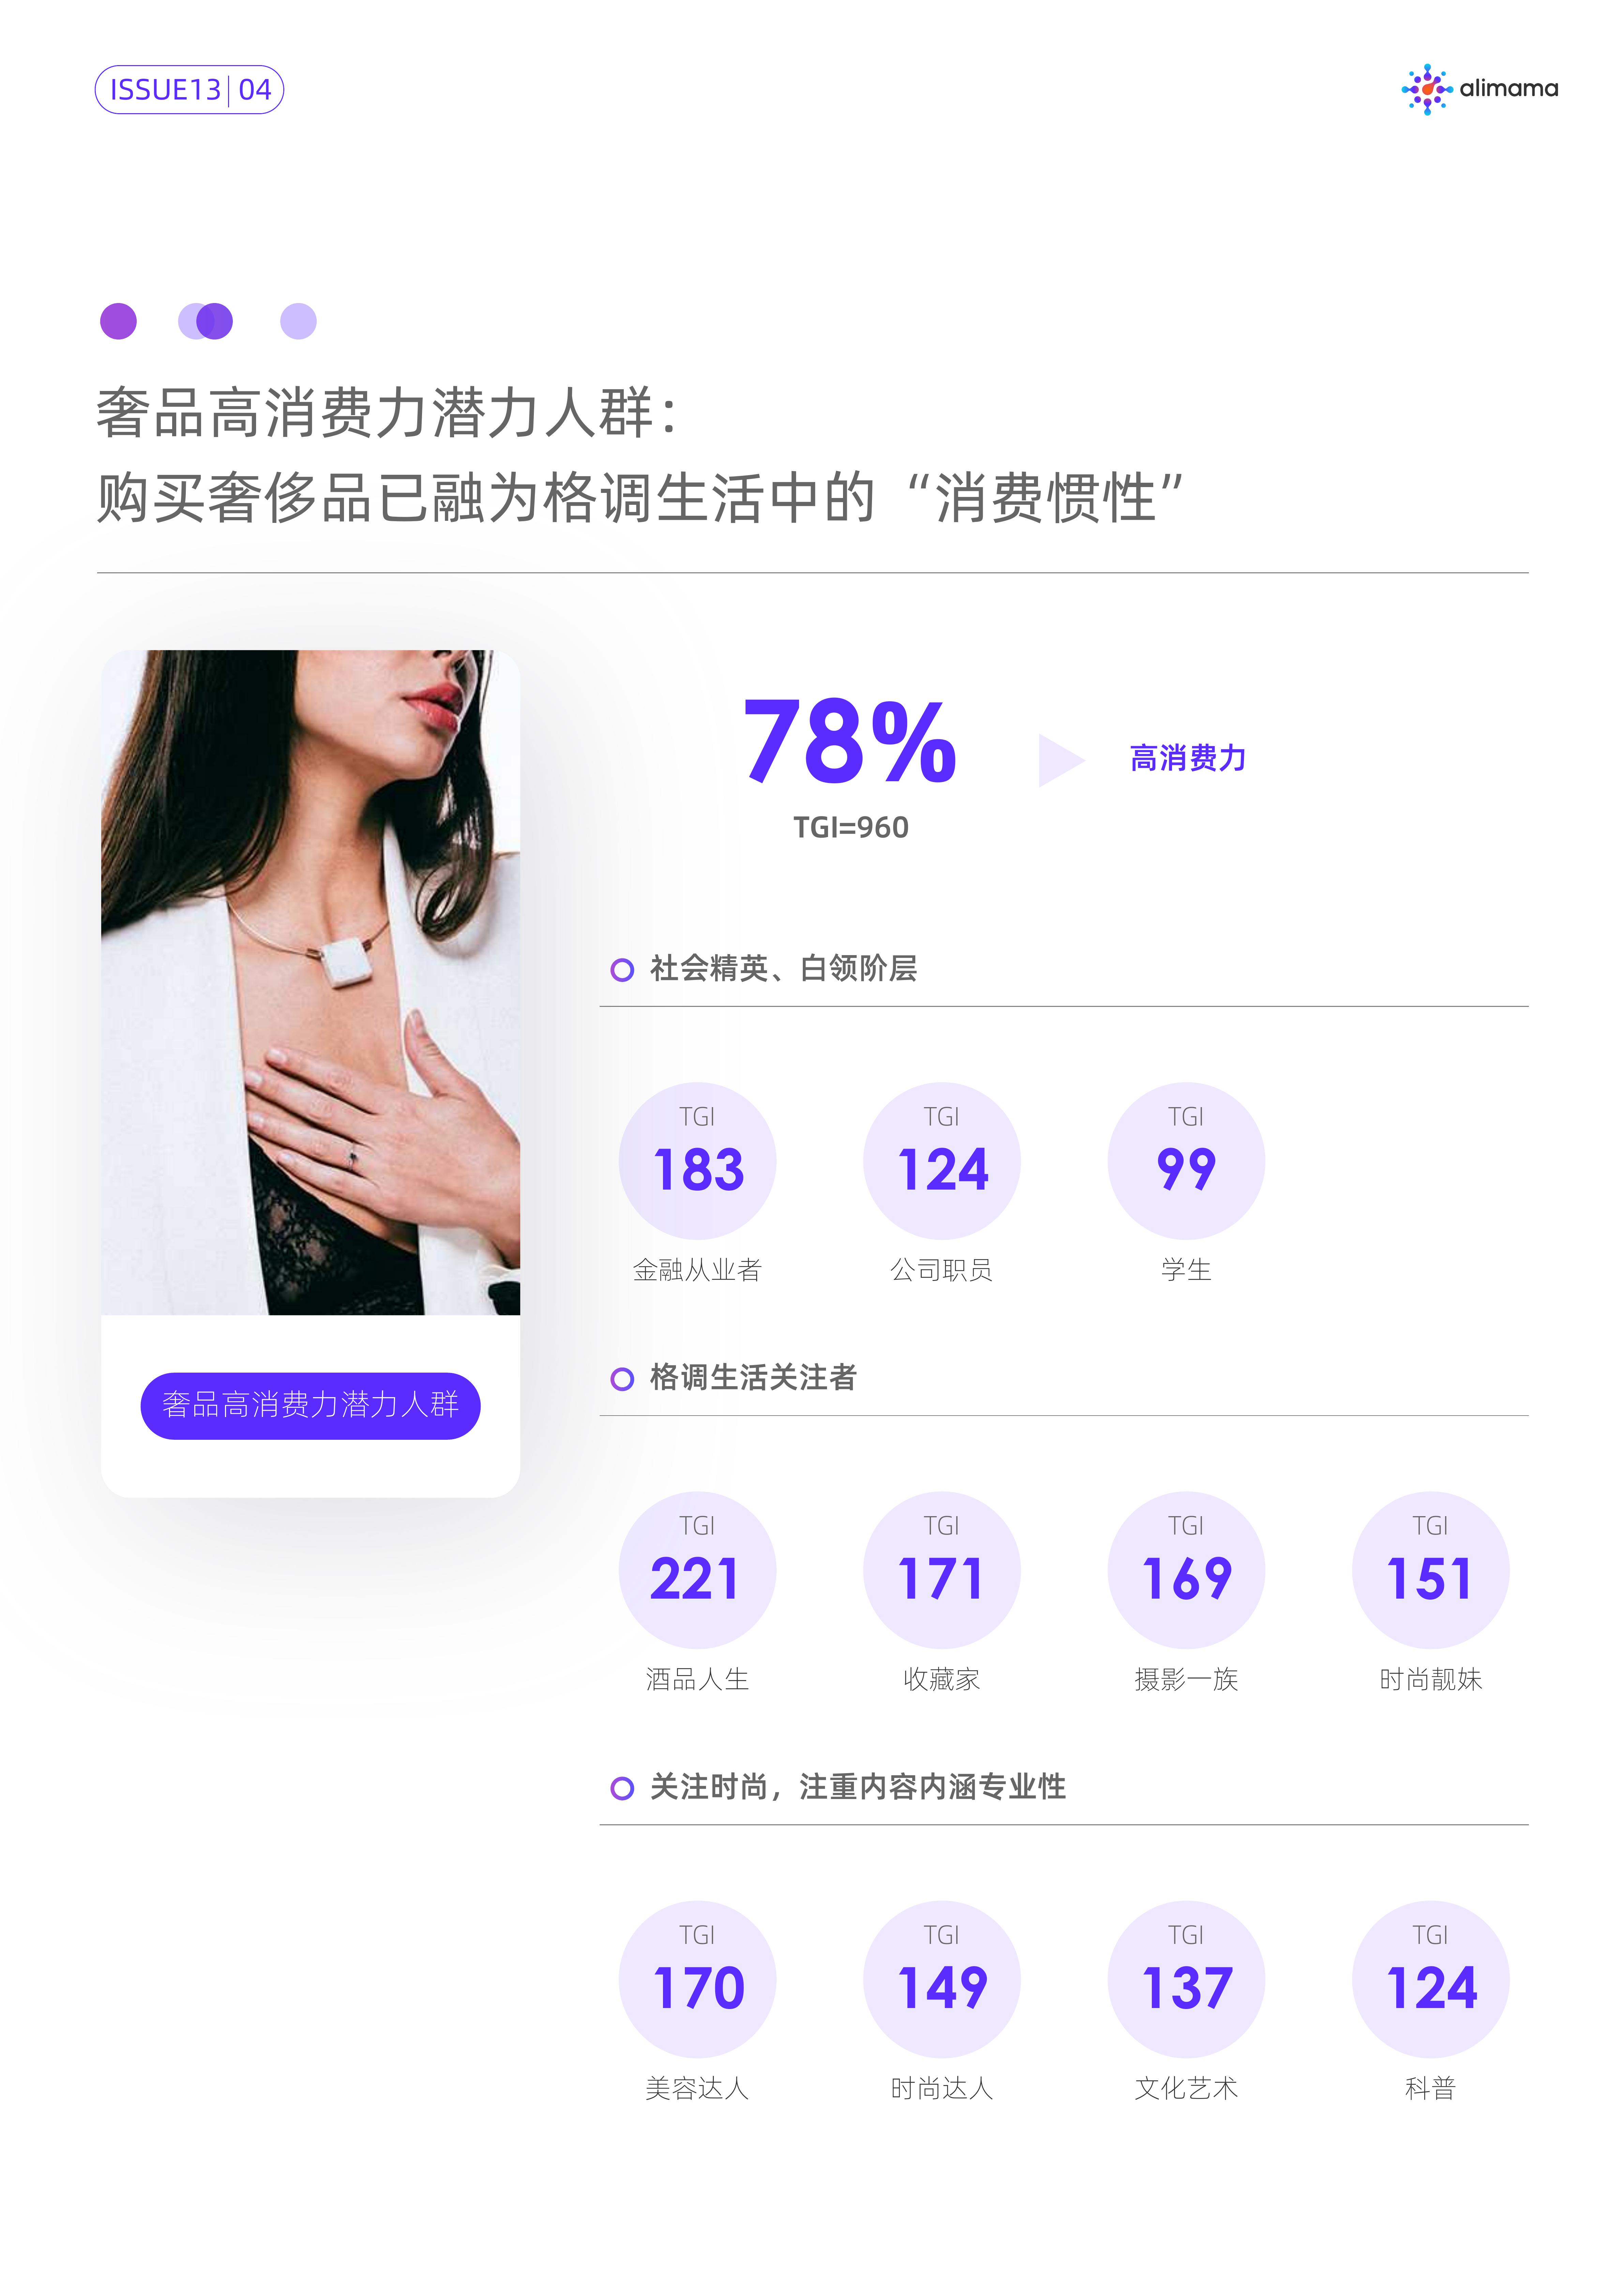 ISSUE13|04
alimama
奢品高消费力潜力人群：
购买奢侈品已融为格调生活中的“消费惯性”
78%
高消费力
TGI=960
社会精英、白领阶层
TGI TGI TGI
183 124 99
金融从业者 公司职员 学生
奢品高消费力潜力人群
格调生活关注者
TGI TGI TGI TGI
221 171 169 151
酒品人生 收藏家 摄影一族 时尚靓妹
关注时尚，注重内容内涵专业性
TGI TGI TGI TGI
170 149 137 124
美容达人 时尚达人 文化艺术 科普